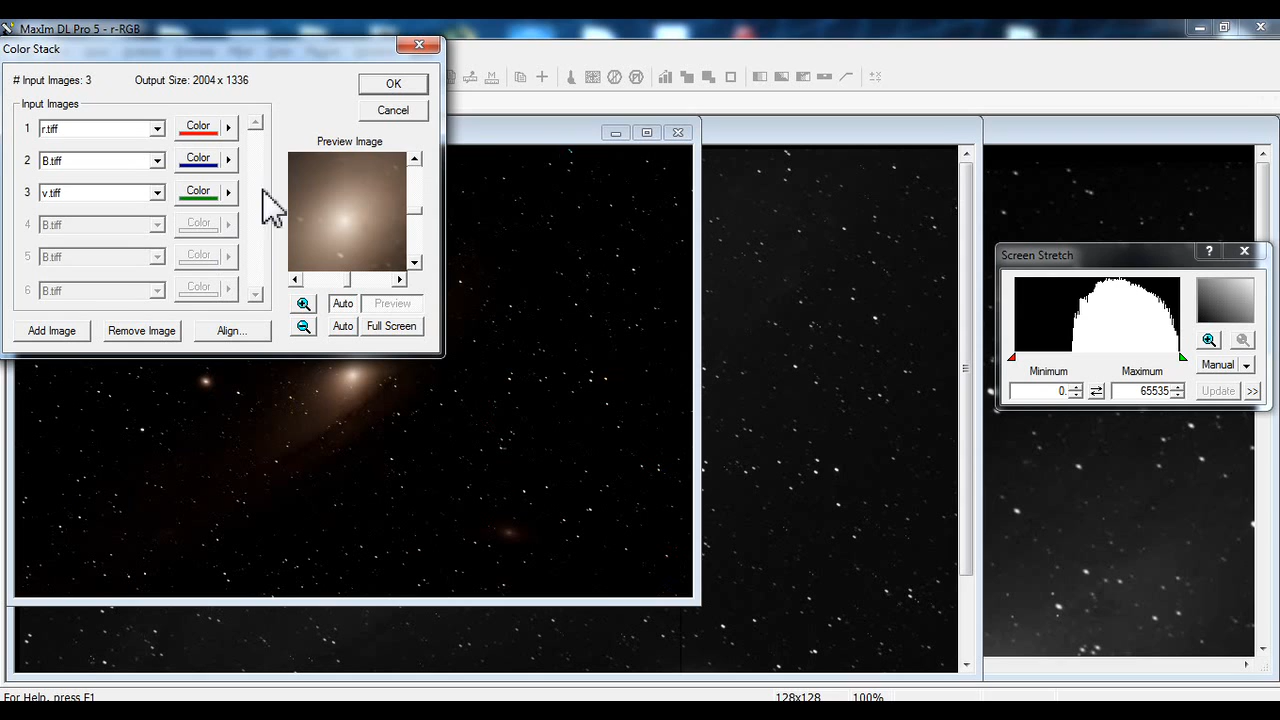 MaxIm DL Pro 5 - r-RGB
Color Stack
# Input Images: 3 Output Size: 2004 x 1336
OK
Input Images
Cancel
1 r.tiff Color
Preview Image
2 B.tiff Color
3 v.tiff Color
4 B.tiff Color
5 B.tiff Color
6 B.tiff Color
Auto Preview
Add Image Remove Image Align... Auto Full Screen
Screen Stretch ?
Manual
Minimum Maximum
0. 65535
Update >>
For Help, press F1 128x128 100%